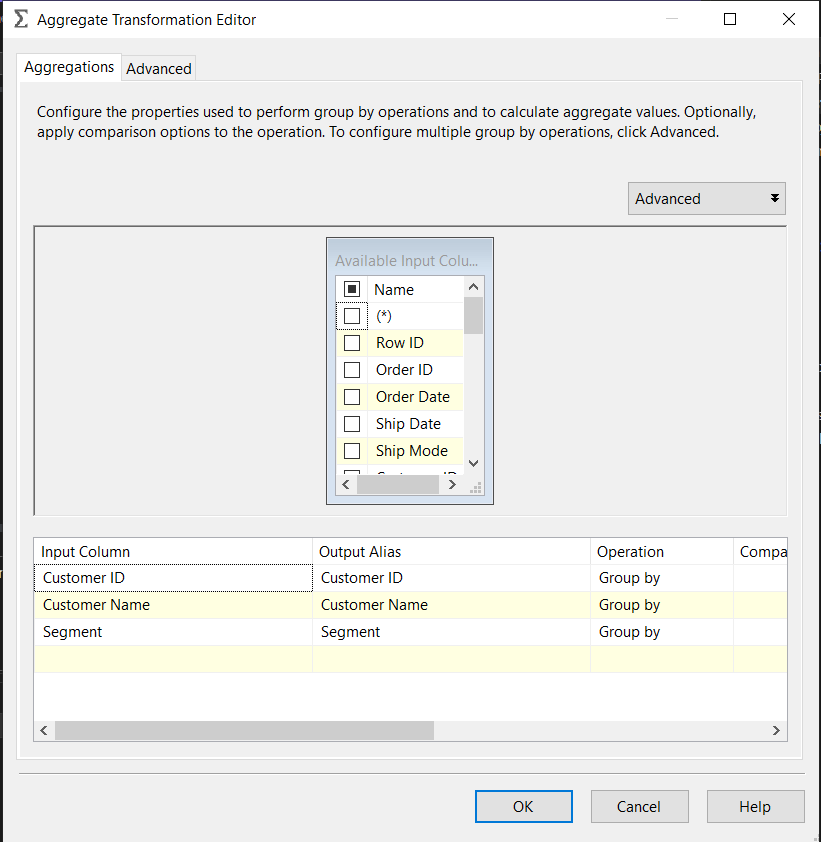 Aggregate Transformation Editor
Aggregations
Advanced
Configure the properties used to perform group by operations and to calculate aggregate values. Optionally,
apply comparison options to the operation. To configure multiple group by operations, click Advanced.
Advanced
Available Input Colu...
Name
(*)
Row ID
Order ID
Order Date
Ship Date
Ship Mode
Input Column Output Alias Operation Compa
Customer ID Customer ID Group by
Customer Name Customer Name Group by
Segment Segment Group by
OK Cancel Help